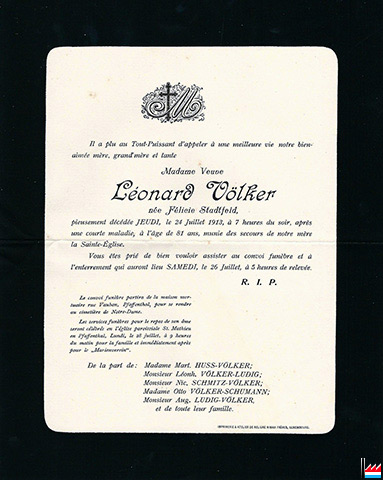 Il a plu au Tout-Puissant d'appeler à une meilleure vie notre bien-
aimée mère, grand'mère et tante
Madame Veuve
Léonard Völker
née Félicie Stadtfeld,
pieusement décédée JEUDI, le 24 Juillet 1913, à 7 heures du soir, après
une courte maladie, à l'âge de 81 ans, munie des secours de notre mère
la Sainte-Église.
Vous êtes prié de bien vouloir assister au convoi funèbre et à
l'enterrement qui auront lieu SAMEDI, le 26 Juillet, à 5 heures de relevée.
R. I. P.
Le convoi funèbre partira de la maison mor-
tuaire rue Vauban, Pfaffenthal, pour se rendre
au cimetière de Notre-Dame.
Les services funèbres pour le repos de son âme
seront célébrés en l'église paroissiale St. Mathieu
en Pfaffenthal, Lundi, le 28 juillet, à 9 heures
du matin pour la famille et immédiatement après
pour le „Marienverein“.
De la part de:
Madame Mart. HUSS-VÖLKER;
Monsieur Léonh. VÖLKER-LUDIG;
Monsieur Nic. SCHMITZ-VÖLKER;
Madame Otto VÖLKER-SCHUMANN;
Monsieur Aug. LUDIG-VÖLKER,
et de toute leur famille.